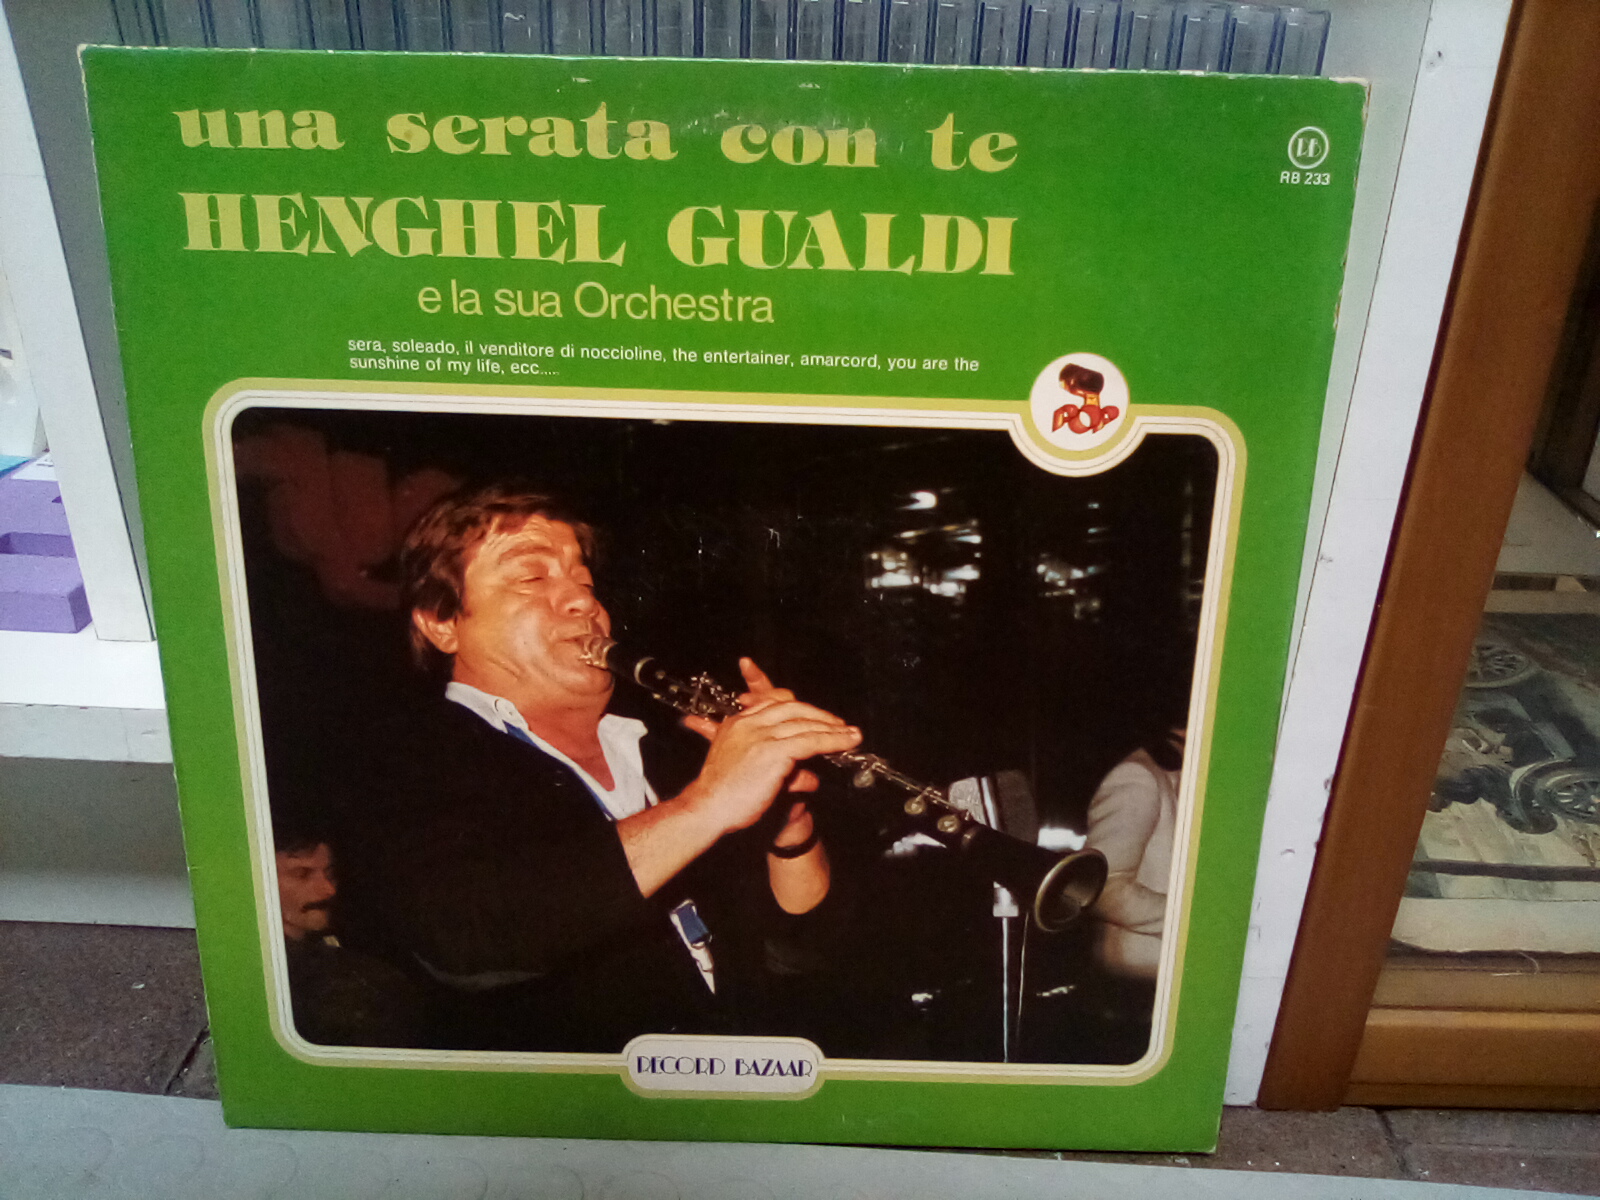 una serata con te
RB
RB 233
HENGHEL GUALDI
e la sua Orchestra
sera, soleado, il venditore di noccioline, the entertainer, amarcord, you are the
sunshine of my life, ecc.....
POP
RECORD BAZAAR